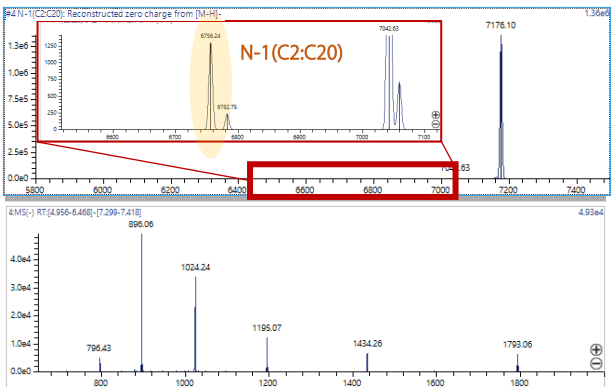 #4 N-1(C2:C20): Reconstructed zero charge from [M-H]-
1.36e6
7176.10
1.3e6
1.0e6
7.5e5
5.0e5
2.5e5
0.0e0
6756.24
7042.63
N-1(C2:C20)
1250
1000
750
500
250
0
6782.75
6600 6700 6800 6900 7000 7100
.63
5800 6000 6200 6400 6600 6800 7000 7200 7400
4:MS(-) RT:[4.956-6.468]-[7.299-7.418]
4.93e4
896.06
4.0e4
3.0e4
2.0e4
1.0e4
0.0e0
1024.24
1195.07
796.43
1434.26
1793.06
800 1000 1200 1400 1600 1800